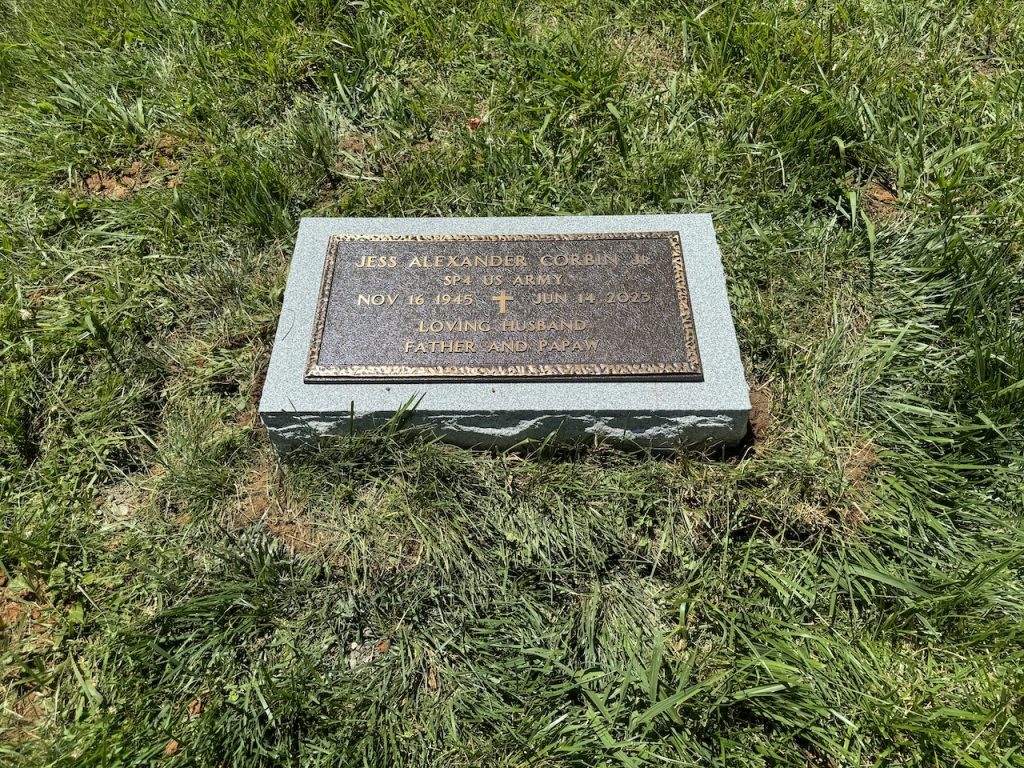 JESS ALEXANDER CORBIN JR
SP4 US ARMY
NOV 16 1945 JUN 14 2023
LOVING HUSBAND
FATHER AND PAPAW